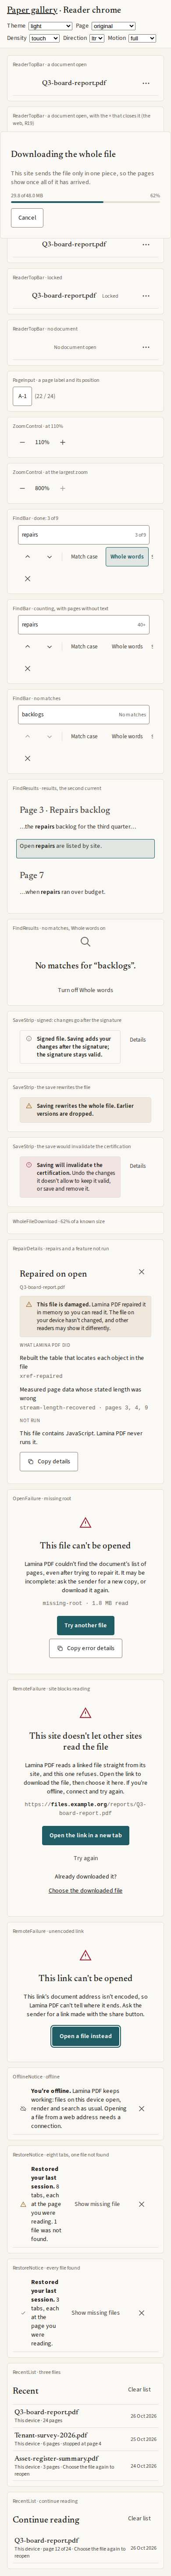 Paper gallery · Reader chrome
Theme light Page original
Density touch Direction ltr Motion full
ReaderTopBar · a document open
Q3-board-report.pdf
ReaderTopBar · a document open, with the × that closes it (the
web, R13)
Downloading the whole file
This site sends the file only in one piece, so the pages
show once all of it has arrived.
29.8 of 48.0 MB 62%
Cancel
Q3-board-report.pdf
ReaderTopBar · locked
Q3-board-report.pdf Locked
ReaderTopBar · no document
No document open
PageInput · a page label and its position
A-1 (22 / 24)
ZoomControl · at 110%
110%
ZoomControl · at the largest zoom
800%
FindBar · done: 3 of 9
repairs 3 of 9
Match case Whole words
FindBar · counting, with pages without text
repairs 40+
Match case Whole words
FindBar · no matches
backlogs No matches
Match case Whole words
FindResults · results, the second current
Page 3 · Repairs backlog
…the repairs backlog for the third quarter…
Open repairs are listed by site.
Page 7
…when repairs ran over budget.
FindResults · no matches, Whole words on
No matches for “backlogs”.
Turn off Whole words
SaveStrip · signed: changes go after the signature
Signed file. Saving adds your
changes after the signature;
the signature stays valid.
Details
SaveStrip · the save rewrites the file
Saving rewrites the whole file. Earlier
versions are dropped.
SaveStrip · the save would invalidate the certification
Saving will invalidate the
certification. Undo the changes
it doesn't allow to keep it valid,
or save and remove it.
Details
WholeFileDownload · 62% of a known size
RepairDetails · repairs and a feature not run
Repaired on open
Q3-board-report.pdf
This file is damaged. Lamina PDF repaired it
in memory so you can read it. The file on
your device hasn't changed, and other
readers may show it differently.
WHAT LAMINA PDF DID
Rebuilt the table that locates each object in the
file
xref-repaired
Measured page data whose stated length was
wrong
stream-length-recovered · pages 3, 4, 9
NOT RUN
This file contains JavaScript. Lamina PDF never
runs it.
Copy details
OpenFailure · missing root
This file can't be opened
Lamina PDF couldn't find the document's list of
pages, even after trying to repair it. It may be
incomplete: ask the sender for a new copy, or
download it again.
missing-root · 1.8 MB read
Try another file
Copy error details
RemoteFailure · site blocks reading
This site doesn't let other sites
read the file
Lamina PDF reads a linked file straight from its
site, and this one refuses. Open the link to
download the file, then choose it here. If you're
offline, connect and try again.
https://files.example.org/reports/Q3-
board-report.pdf
Open the link in a new tab
Try again
Already downloaded it?
Choose the downloaded file
RemoteFailure · unencoded link
This link can't be opened
This link's document address isn't encoded, so
Lamina PDF can't tell where it ends. Ask the
sender for a link made with the share button.
Open a file instead
OfflineNotice · offline
You're offline. Lamina PDF keeps
working: files on this device open,
render and search as usual. Opening
a file from a web address needs a
connection.
RestoreNotice · eight tabs, one file not found
Restored
your last
session. 8
tabs, each
at the page
you were
reading. 1
file was not
found.
Show missing file
RestoreNotice · every file found
Restored
your last
session. 3
tabs, each
at the
page you
were
reading.
Show missing files
RecentList · three files
Recent Clear list
Q3-board-report.pdf
This device · 24 pages
26 Oct 2026
Tenant-survey-2026.pdf
This device · 6 pages · stopped at page 4
25 Oct 2026
Asset-register-summary.pdf
This device · 3 pages · Choose the file again to
reopen
24 Oct 2026
RecentList · continue reading
Continue reading Clear list
Q3-board-report.pdf
This device · page 12 of 24 · Choose the file again to
reopen
26 Oct 2026